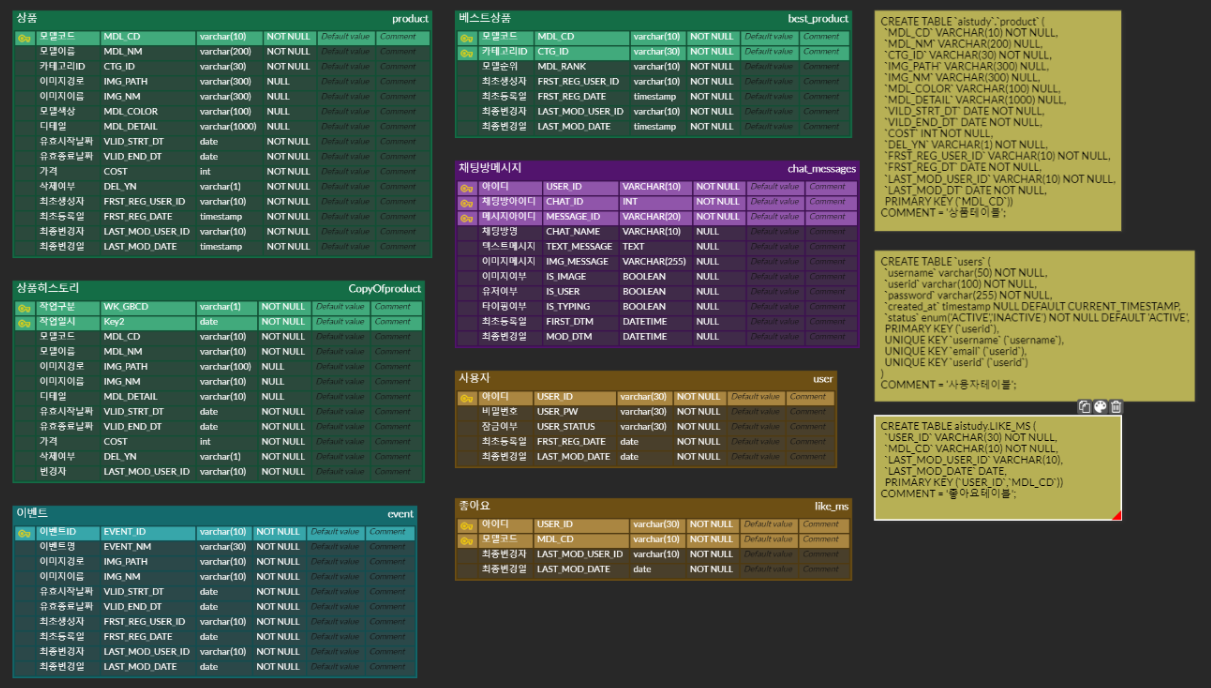 상품 product
모델코드 MDL_CD varchar(10) NOT NULL Default value Comment
모델이름 MDL_NM varchar(200) NOT NULL Default value Comment
카테고리ID CTG_ID varchar(30) NOT NULL Default value Comment
이미지경로 IMG_PATH varchar(300) NULL Default value Comment
이미지이름 IMG_NM varchar(300) NULL Default value Comment
모델색상 MDL_COLOR varchar(100) NULL Default value Comment
디테일 MDL_DETAIL varchar(1000) NULL Default value Comment
유효시작날짜 VLID_STRT_DT date NOT NULL Default value Comment
유효종료날짜 VLID_END_DT date NOT NULL Default value Comment
가격 COST int NOT NULL Default value Comment
삭제여부 DEL_YN varchar(1) NOT NULL Default value Comment
최초생성자 FRST_REG_USER_ID varchar(10) NOT NULL Default value Comment
최초등록일 FRST_REG_DATE timestamp NOT NULL Default value Comment
최종변경자 LAST_MOD_USER_ID varchar(10) NOT NULL Default value Comment
최종변경일 LAST_MOD_DATE timestamp NOT NULL Default value Comment
상품히스토리 CopyOfproduct
작업구분 WK_GBCD varchar(1) NOT NULL Default value Comment
작업일시 Key2 date NOT NULL Default value Comment
모델코드 MDL_CD varchar(10) NOT NULL Default value Comment
모델이름 MDL_NM varchar(10) NOT NULL Default value Comment
이미지경로 IMG_PATH varchar(100) NULL Default value Comment
이미지이름 IMG_NM varchar(10) NULL Default value Comment
디테일 MDL_DETAIL varchar(10) NULL Default value Comment
유효시작날짜 VLID_STRT_DT date NOT NULL Default value Comment
유효종료날짜 VLID_END_DT date NOT NULL Default value Comment
가격 COST int NOT NULL Default value Comment
삭제여부 DEL_YN varchar(1) NOT NULL Default value Comment
변경자 LAST_MOD_USER_ID varchar(10) NOT NULL Default value Comment
이벤트 event
이벤트ID EVENT_ID varchar(10) NOT NULL Default value Comment
이벤트명 EVENT_NM varchar(30) NOT NULL Default value Comment
이미지경로 IMG_PATH varchar(10) NOT NULL Default value Comment
이미지이름 IMG_NM varchar(10) NOT NULL Default value Comment
유효시작날짜 VLID_STRT_DT date NOT NULL Default value Comment
유효종료날짜 VLID_END_DT date NOT NULL Default value Comment
최초생성자 FRST_REG_USER_ID varchar(10) NOT NULL Default value Comment
최초등록일 FRST_REG_DATE date NOT NULL Default value Comment
최종변경자 LAST_MOD_USER_ID varchar(10) NOT NULL Default value Comment
최종변경일 LAST_MOD_DATE date NOT NULL Default value Comment
베스트상품 best_product
모델코드 MDL_CD varchar(10) NOT NULL Default value Comment
카테고리ID CTG_ID varchar(30) NOT NULL Default value Comment
모델순위 MDL_RANK varchar(10) NOT NULL Default value Comment
최초생성자 FRST_REG_USER_ID varchar(10) NOT NULL Default value Comment
최초등록일 FRST_REG_DATE timestamp NOT NULL Default value Comment
최종변경자 LAST_MOD_USER_ID varchar(10) NOT NULL Default value Comment
최종변경일 LAST_MOD_DATE timestamp NOT NULL Default value Comment
채팅방메시지 chat_messages
아이디 USER_ID VARCHAR(10) NOT NULL Default value Comment
채팅방아이디 CHAT_ID INT NOT NULL Default value Comment
메시지아이디 MESSAGE_ID VARCHAR(20) NOT NULL Default value Comment
채팅방명 CHAT_NAME VARCHAR(10) NULL Default value Comment
텍스트메시지 TEXT_MESSAGE TEXT NULL Default value Comment
이미지메시지 IMG_MESSAGE VARCHAR(255) NULL Default value Comment
이미지여부 IS_IMAGE BOOLEAN NULL Default value Comment
유저여부 IS_USER BOOLEAN NULL Default value Comment
타이핑여부 IS_TYPING BOOLEAN NULL Default value Comment
최초등록일 FIRST_DTM DATETIME NULL Default value Comment
최종변경일 MOD_DTM DATETIME NULL Default value Comment
사용자 user
아이디 USER_ID varchar(30) NOT NULL Default value Comment
비밀번호 USER_PW varchar(30) NOT NULL Default value Comment
잠금여부 USER_STATUS varchar(30) NOT NULL Default value Comment
최초등록일 FRST_REG_DATE date NOT NULL Default value Comment
최종변경일 LAST_MOD_DATE date NOT NULL Default value Comment
좋아요 like_ms
아이디 USER_ID varchar(30) NOT NULL Default value Comment
모델코드 MDL_CD varchar(10) NOT NULL Default value Comment
최종변경자 LAST_MOD_USER_ID varchar(10) NOT NULL Default value Comment
최종변경일 LAST_MOD_DATE date NOT NULL Default value Comment
CREATE TABLE `aistudy`.`product` (
`MDL_CD` VARCHAR(10) NOT NULL,
`MDL_NM` VARCHAR(200) NULL,
`CTG_ID` VARCHAR(30) NOT NULL,
`IMG_PATH` VARCHAR(300) NULL,
`IMG_NM` VARCHAR(300) NULL,
`MDL_COLOR` VARCHAR(100) NULL,
`MDL_DETAIL` VARCHAR(1000) NULL,
`VILD_STRT_DT` DATE NOT NULL,
`VILD_END_DT` DATE NOT NULL,
`COST` INT NOT NULL,
`DEL_YN` VARCHAR(1) NOT NULL,
`FRST_REG_USER_ID` VARCHAR(10) NOT NULL,
`FRST_REG_DT` DATE NOT NULL,
`LAST_MOD_USER_ID` VARCHAR(10) NOT NULL,
`LAST_MOD_DT` DATE NOT NULL,
PRIMARY KEY (`MDL_CD`))
COMMENT = '상품테이블';
CREATE TABLE `users` (
`username` varchar(50) NOT NULL,
`userid` varchar(100) NOT NULL,
`password` varchar(255) NOT NULL,
`created_at` timestamp NULL DEFAULT CURRENT_TIMESTAMP,
`status` enum('ACTIVE','INACTIVE') NOT NULL DEFAULT 'ACTIVE',
PRIMARY KEY (`userid`),
UNIQUE KEY `username` (`username`),
UNIQUE KEY `email` (`userid`),
UNIQUE KEY `userid` (`userid`)
)
COMMENT = '사용자테이블';
CREATE TABLE aistudy.LIKE_MS (
`USER_ID` VARCHAR(30) NOT NULL,
`MDL_CD` VARCHAR(10) NOT NULL,
`LAST_MOD_USER_ID` VARCHAR(10),
`LAST_MOD_DATE` DATE,
PRIMARY KEY (`USER_ID`,`MDL_CD`))
COMMENT = '좋아요테이블';